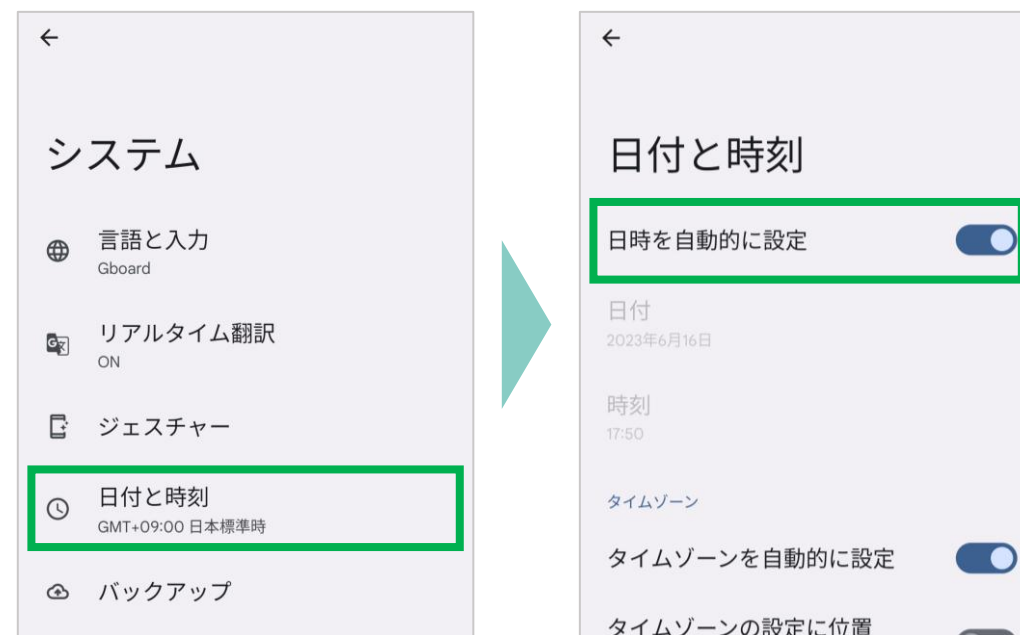 システム
言語と入力
Gboard
リアルタイム翻訳
ON
ジェスチャー
日付と時刻
GMT+09:00 日本標準時
バックアップ
日付と時刻
日時を自動的に設定
日付
2023年6月16日
時刻
17:50
タイムゾーン
タイムゾーンを自動的に設定
タイムゾーンの設定に位置